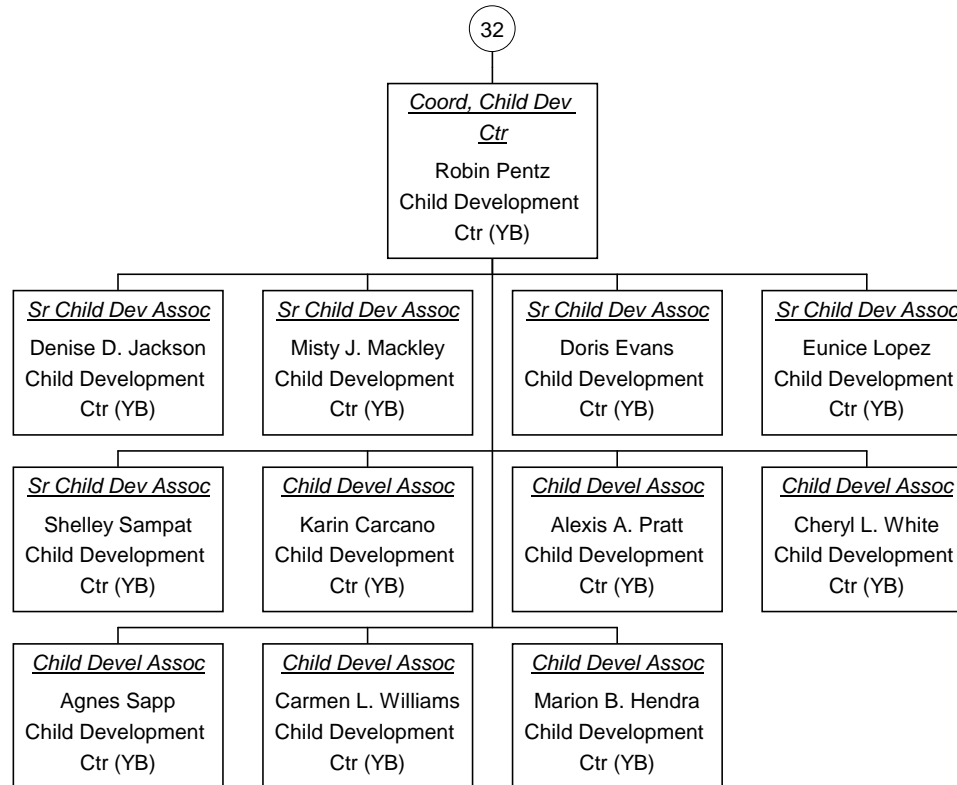 32
Coord, Child Dev
Ctr
Robin Pentz
Child Development
Ctr (YB)
Sr Child Dev Assoc
Denise D. Jackson
Child Development
Ctr (YB)
Sr Child Dev Assoc
Misty J. Mackley
Child Development
Ctr (YB)
Sr Child Dev Assoc
Doris Evans
Child Development
Ctr (YB)
Sr Child Dev Assoc
Eunice Lopez
Child Development
Ctr (YB)
Sr Child Dev Assoc
Shelley Sampat
Child Development
Ctr (YB)
Child Devel Assoc
Karin Carcano
Child Development
Ctr (YB)
Child Devel Assoc
Alexis A. Pratt
Child Development
Ctr (YB)
Child Devel Assoc
Cheryl L. White
Child Development
Ctr (YB)
Child Devel Assoc
Agnes Sapp
Child Development
Ctr (YB)
Child Devel Assoc
Carmen L. Williams
Child Development
Ctr (YB)
Child Devel Assoc
Marion B. Hendra
Child Development
Ctr (YB)